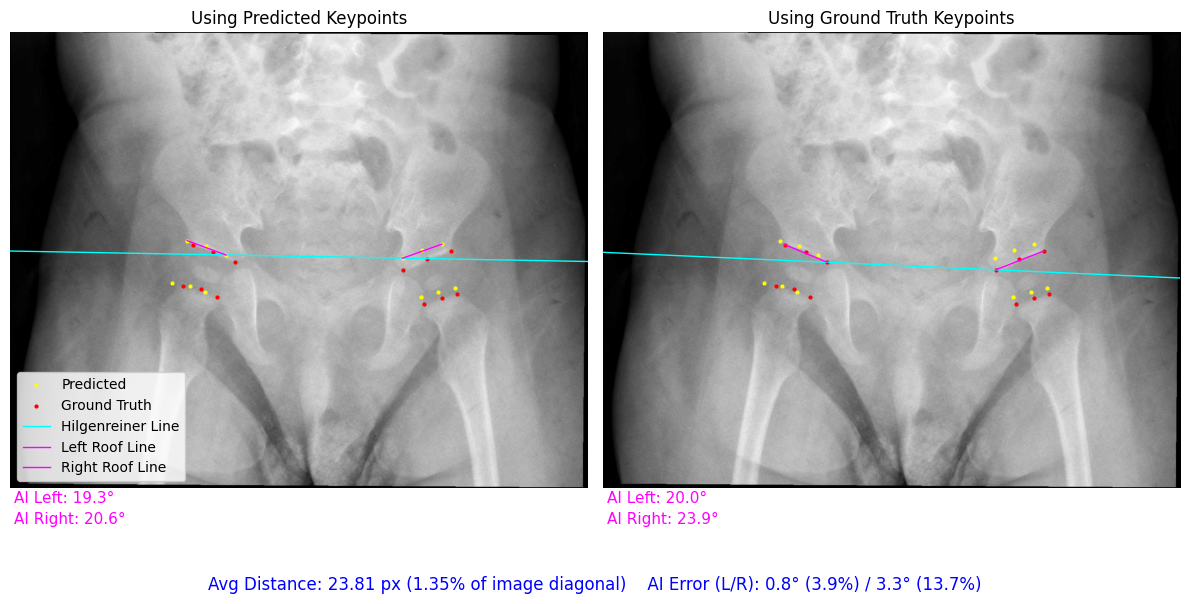 Using Predicted Keypoints
Using Ground Truth Keypoints
Predicted
Ground Truth
Hilgenreiner Line
Left Roof Line
Right Roof Line
AI Left: 19.3°
AI Right: 20.6°
AI Left: 20.0°
AI Right: 23.9°
Avg Distance: 23.81 px (1.35% of image diagonal)    AI Error (L/R): 0.8° (3.9%) / 3.3° (13.7%)